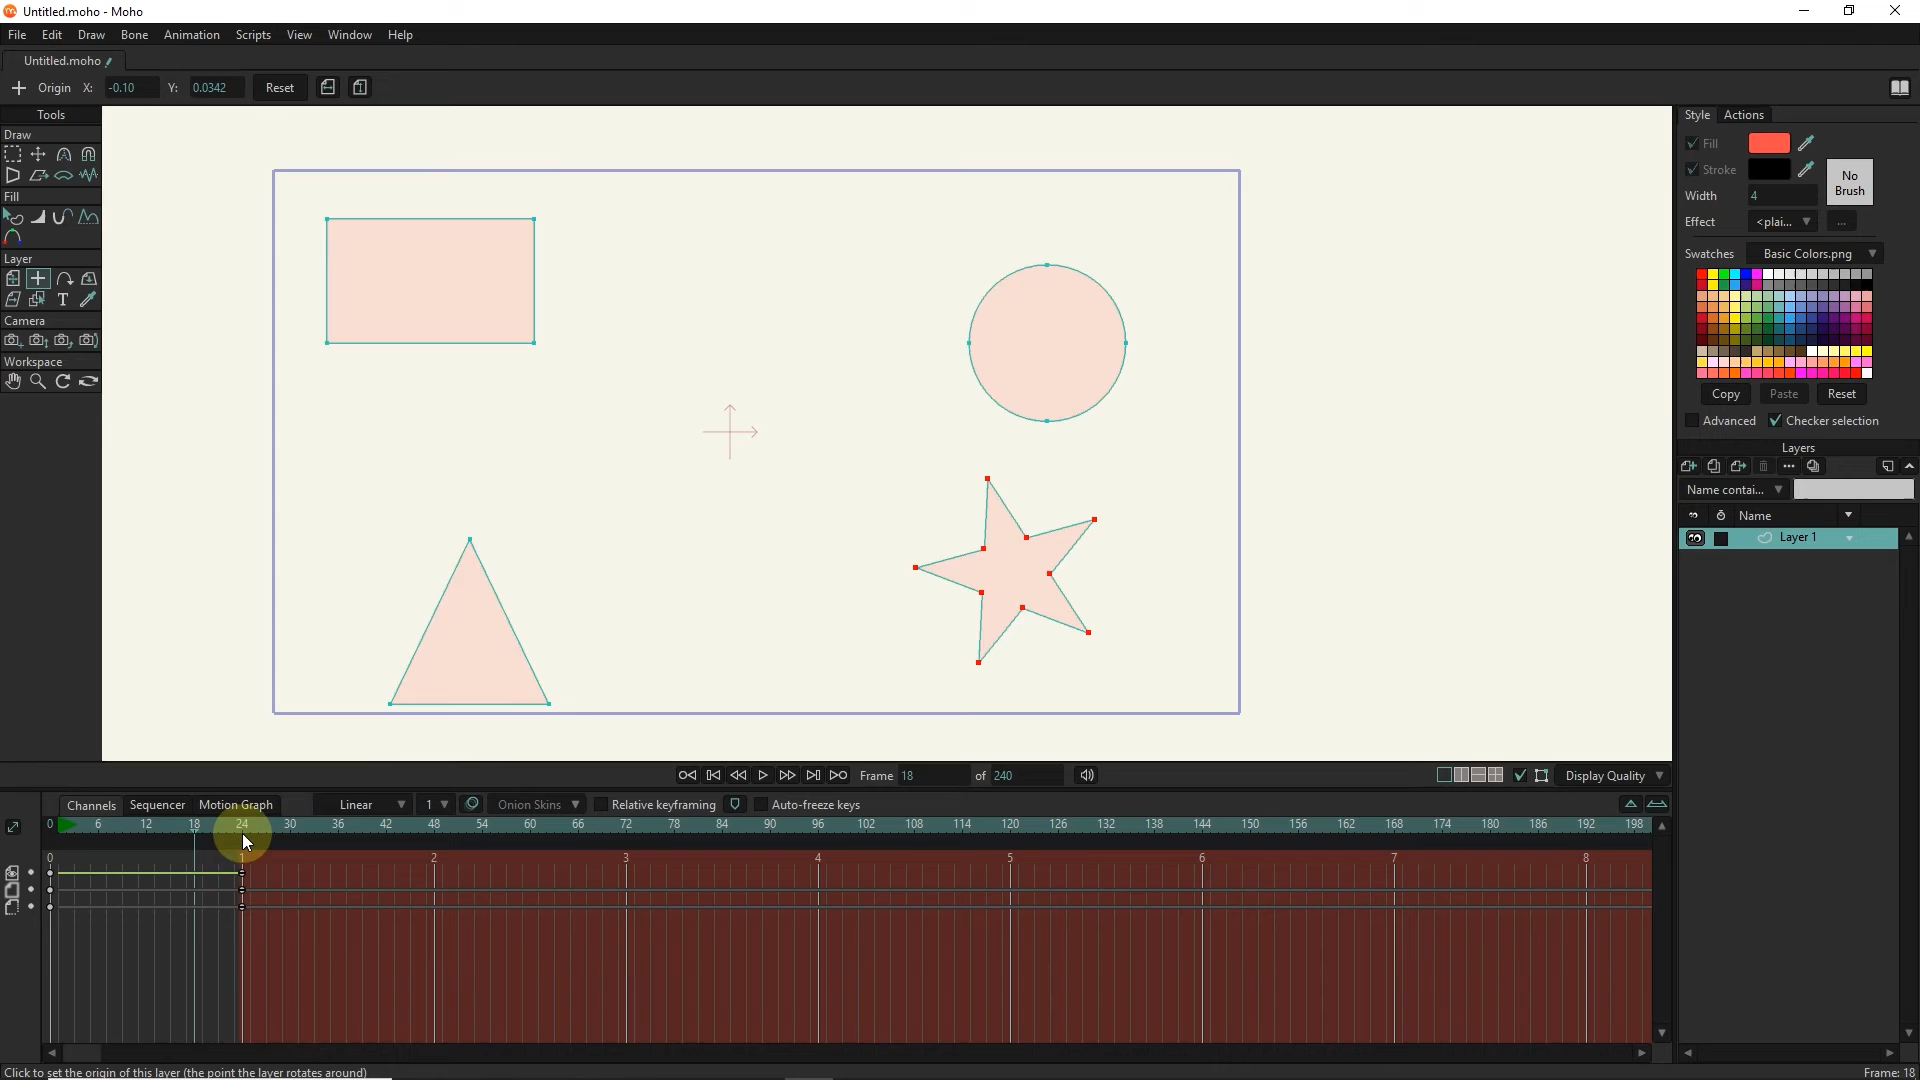 Untitled.moho - Moho
File Edit Draw Bone Animation Scripts View Window Help
Untitled.moho
Origin X: -0.10 Y: 0.0342 Reset
Tools
Draw
Fill
Layer
T
Camera
Workspace
Style Actions
Fill
Stroke
No Brush
Width 4
Effect <plai... ...
Swatches Basic Colors.png
Copy Paste Reset
Advanced Checker selection
Layers
Name contai...
Name
Layer 1
Frame 18 of 240 Display Quality
Channels Sequencer Motion Graph Linear 1 Onion Skins Relative keyframing Auto-freeze keys
0 6 12 18 24 30 36 42 48 54 60 66 72 78 84 90 96 102 108 114 120 126 132 138 144 150 156 162 168 174 180 186 192 198
0 1 2 3 4 5 6 7 8
Click to set the origin of this layer (the point the layer rotates around) Frame: 18